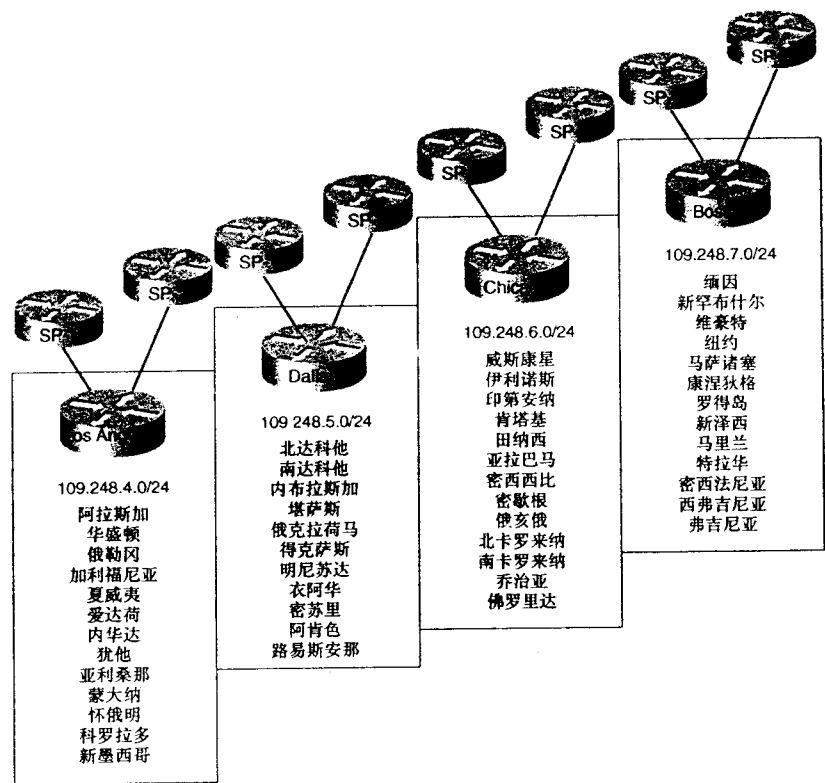 SP
SP
Los Angeles
109.248.4.0/24
阿拉斯加
华盛顿
俄勒冈
加利福尼亚
夏威夷
爱达荷
内华达
犹他
亚利桑那
蒙大纳
怀俄明
科罗拉多
新墨西哥
SP
SP
Dallas
109 248.5.0/24
北达科他
南达科他
内布拉斯加
堪萨斯
俄克拉荷马
得克萨斯
明尼苏达
衣阿华
密苏里
阿肯色
路易斯安那
SP
SP
Chica
109.248.6.0/24
威斯康星
伊利诺斯
印第安纳
肯塔基
田纳西
亚拉巴马
密西西比
密歇根
俄亥俄
北卡罗来纳
南卡罗来纳
乔治亚
佛罗里达
SP
SP
Bos
109.248.7.0/24
缅因
新罕布什尔
维豪特
纽约
马萨诸塞
康涅狄格
罗得岛
新泽西
马里兰
特拉华
密西法尼亚
西弗吉尼亚
弗吉尼亚